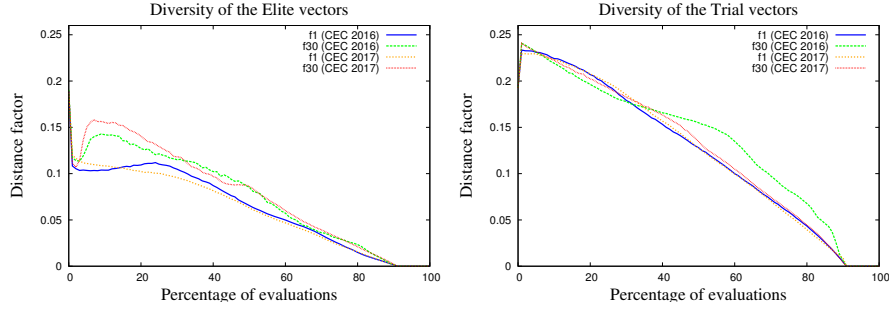 Diversity of the Elite vectors
f1 (CEC 2016)
f30 (CEC 2016)
f1 (CEC 2017)
f30 (CEC 2017)
0.25
0.2
0.15
0.1
0.05
0
Distance factor
0 20 40 60 80 100
Percentage of evaluations
Diversity of the Trial vectors
f1 (CEC 2016)
f30 (CEC 2016)
f1 (CEC 2017)
f30 (CEC 2017)
0.25
0.2
0.15
0.1
0.05
0
Distance factor
0 20 40 60 80 100
Percentage of evaluations